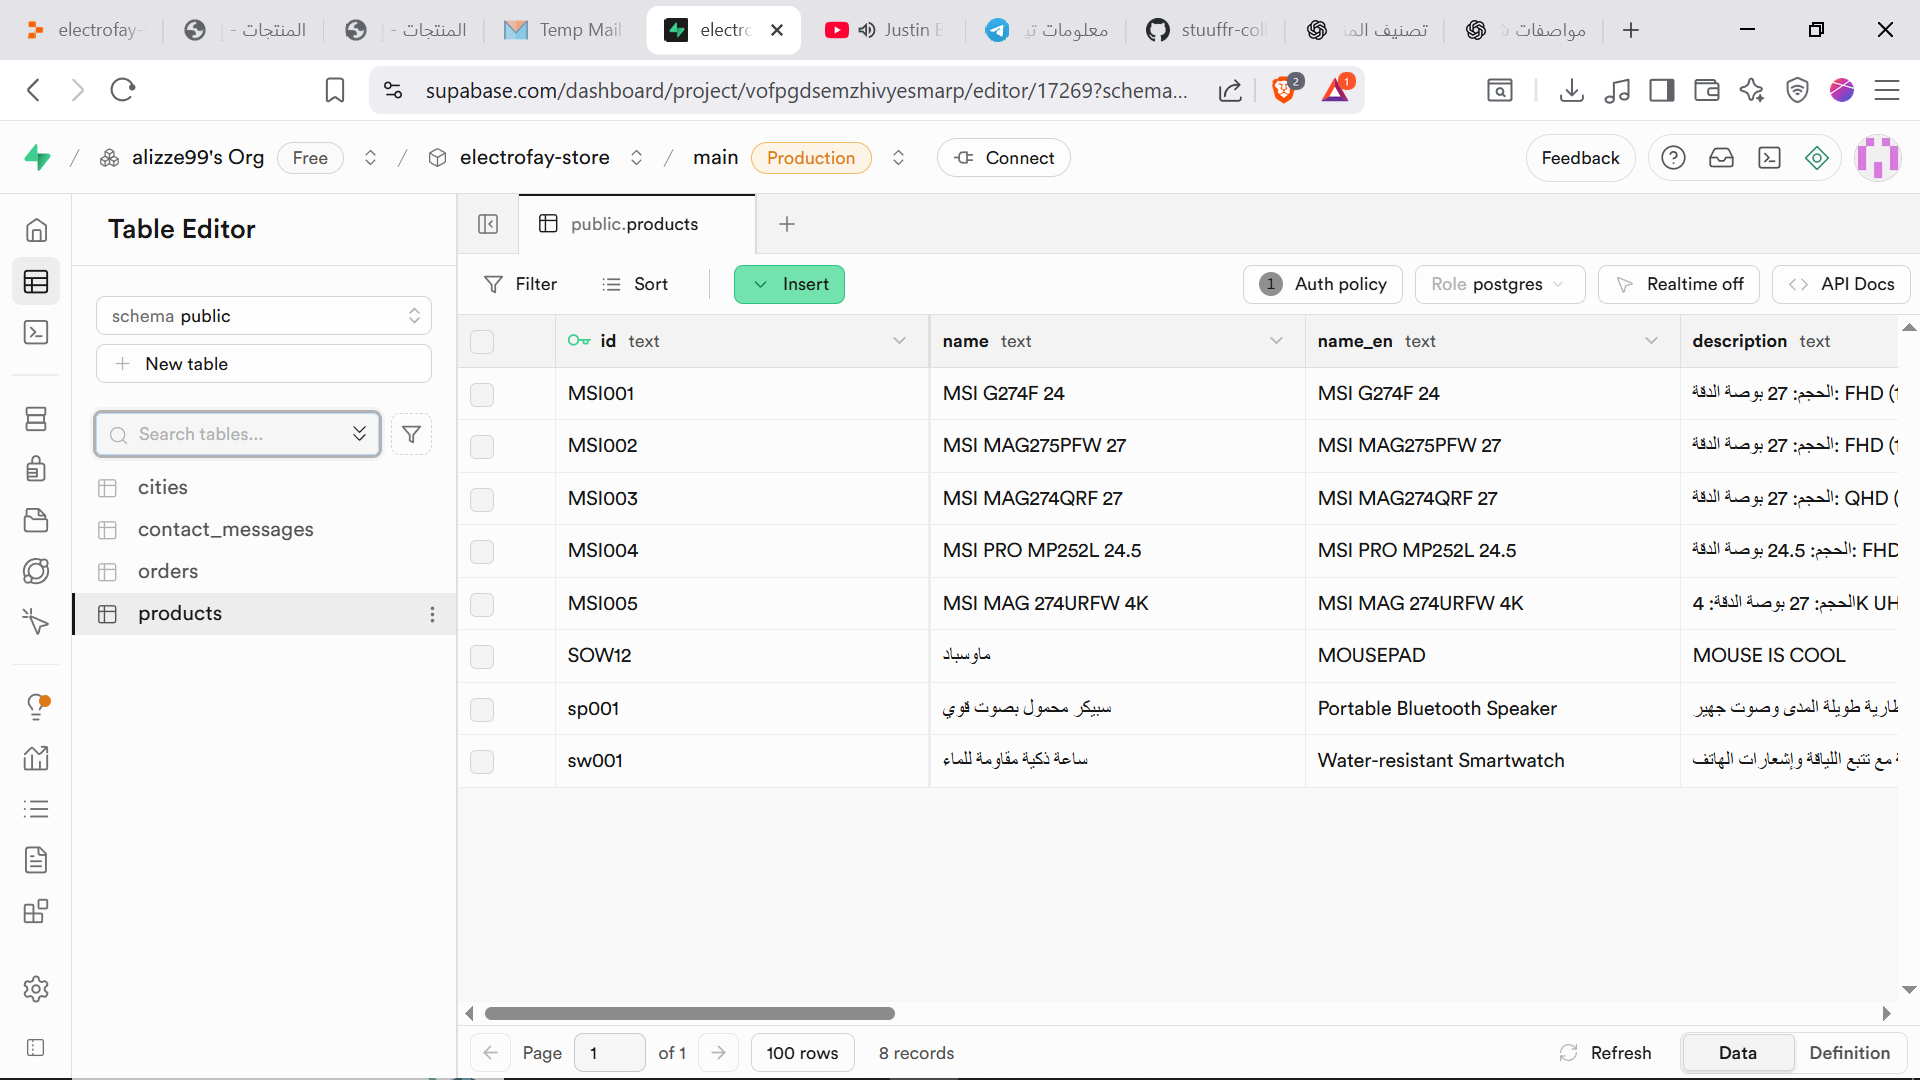 electrofay-
المنتجات - |
المنتجات - |
Temp Mail
electro
Justin B
معلومات تي
stuuffr-coll
تصنيف المن
مواصفات ش
supabase.com/dashboard/project/vofpgdsemzhivyesmarp/editor/17269?schema...
2
1
/ alizze99's Org Free / electrofay-store / main Production Connect
Feedback
Table Editor
public.products
schema public
New table
Search tables...
cities
contact_messages
orders
products
Filter Sort Insert
1 Auth policy Role postgres Realtime off API Docs
id text name text name_en text description text
MSI001 MSI G274F 24 MSI G274F 24 الحجم: 27 بوصة الدقة: FHD (1
MSI002 MSI MAG275PFW 27 MSI MAG275PFW 27 الحجم: 27 بوصة الدقة: FHD (1
MSI003 MSI MAG274QRF 27 MSI MAG274QRF 27 الحجم: 27 بوصة الدقة: QHD (
MSI004 MSI PRO MP252L 24.5 MSI PRO MP252L 24.5 الحجم: 24.5 بوصة الدقة: FHD
MSI005 MSI MAG 274URFW 4K MSI MAG 274URFW 4K الحجم: 27 بوصة الدقة: 4K UH
SOW12 ماوسباد MOUSEPAD MOUSE IS COOL
sp001 سبيكر محمول بصوت قوي Portable Bluetooth Speaker طارية طويلة المدى وصوت جهير
sw001 ساعة ذكية مقاومة للماء Water-resistant Smartwatch ة مع تتبع اللياقة وإشعارات الهاتف
Page 1 of 1 100 rows 8 records
Refresh Data Definition